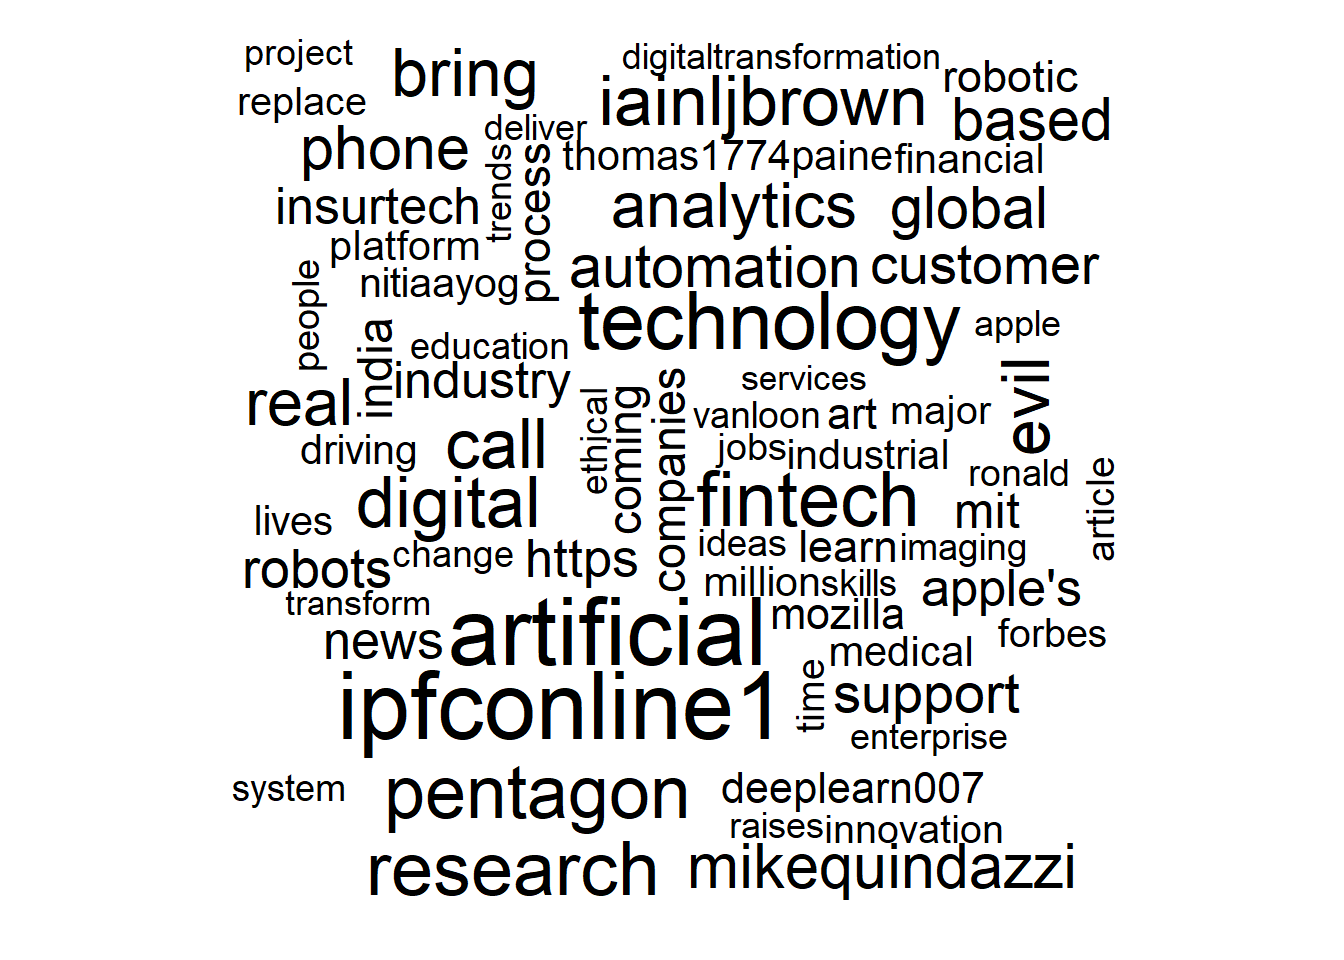 project
bring
digitaltransformation
robotic
replace
iainljbrown
based
phone
deliver
thomas1774paine
financial
trends
process
insurtech
analytics
global
platform
automation
customer
nitiaayog
people
technology
apple
india
education
industry
services
evil
real
ethical
coming
companies
vanloon
art
major
driving
call
jobs
industrial
ronald
article
digital
fintech
mit
lives
robots
change
https
ideas
learn
imaging
million
skills
apple's
transform
artificial
mozilla
news
forbes
medical
ipfconline1
time
support
enterprise
system
pentagon
deeplearn007
raises
innovation
research
mikequindazzi